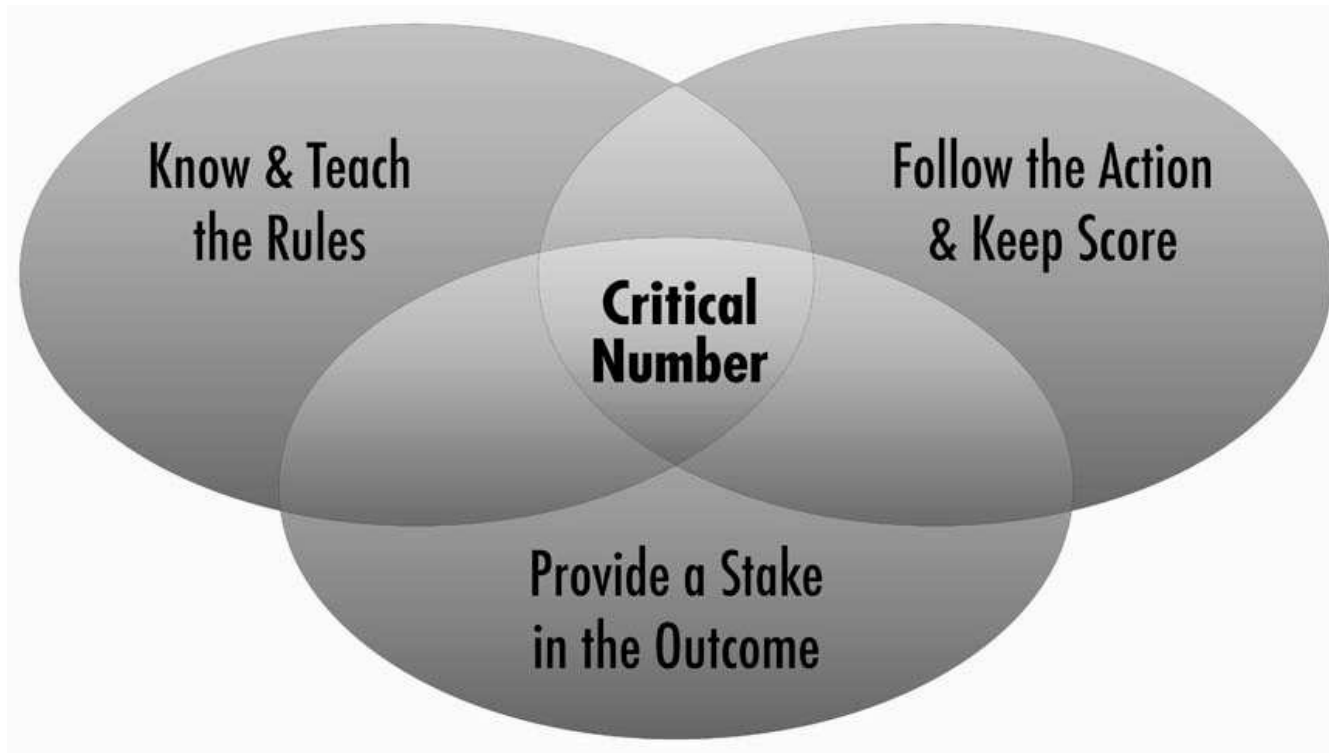 Know & Teach
the Rules
Follow the Action
& Keep Score
Critical
Number
Provide a Stake
in the Outcome